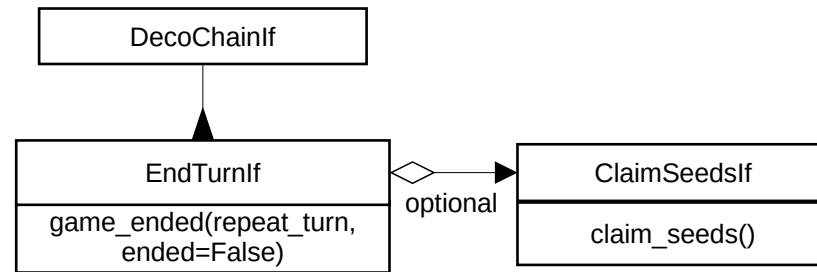 DecoChainIf
EndTurnIf
game_ended(repeat_turn,
ended=False)
optional
ClaimSeedsIf
claim_seeds()